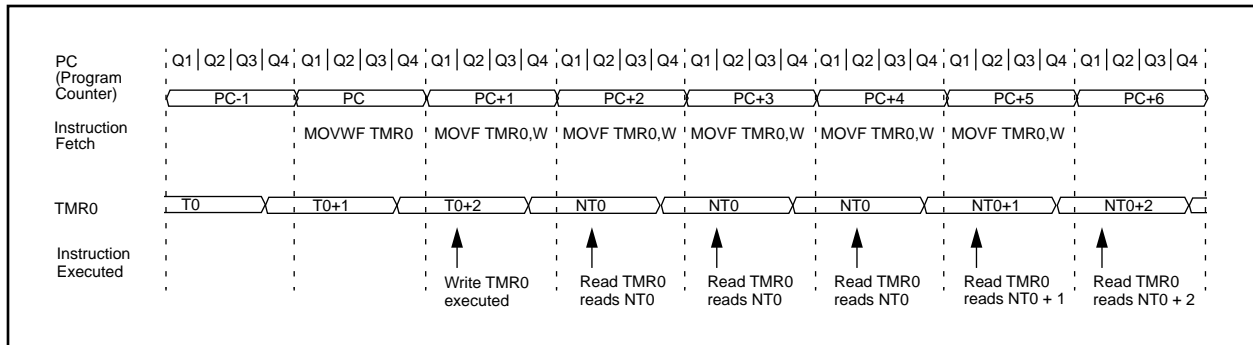 PC Q1 Q2 Q3 Q4 Q1 Q2 Q3 Q4 Q1 Q2 Q3 Q4 Q1 Q2 Q3 Q4 Q1 Q2 Q3 Q4 Q1 Q2 Q3 Q4 Q1 Q2 Q3 Q4 Q1 Q2 Q3 Q4
(Program
Counter) PC-1 PC PC+1 PC+2 PC+3 PC+4 PC+5 PC+6
Instruction
Fetch MOVWF TMR0 MOVF TMR0,W MOVF TMR0,W MOVF TMR0,W MOVF TMR0,W MOVF TMR0,W
TMR0 T0 T0+1 T0+2 NT0 NT0 NT0 NT0+1 NT0+2
Instruction
Executed
Write TMR0 Read TMR0 Read TMR0 Read TMR0 Read TMR0 Read TMR0
executed reads NT0 reads NT0 reads NT0 reads NT0 + 1 reads NT0 + 2